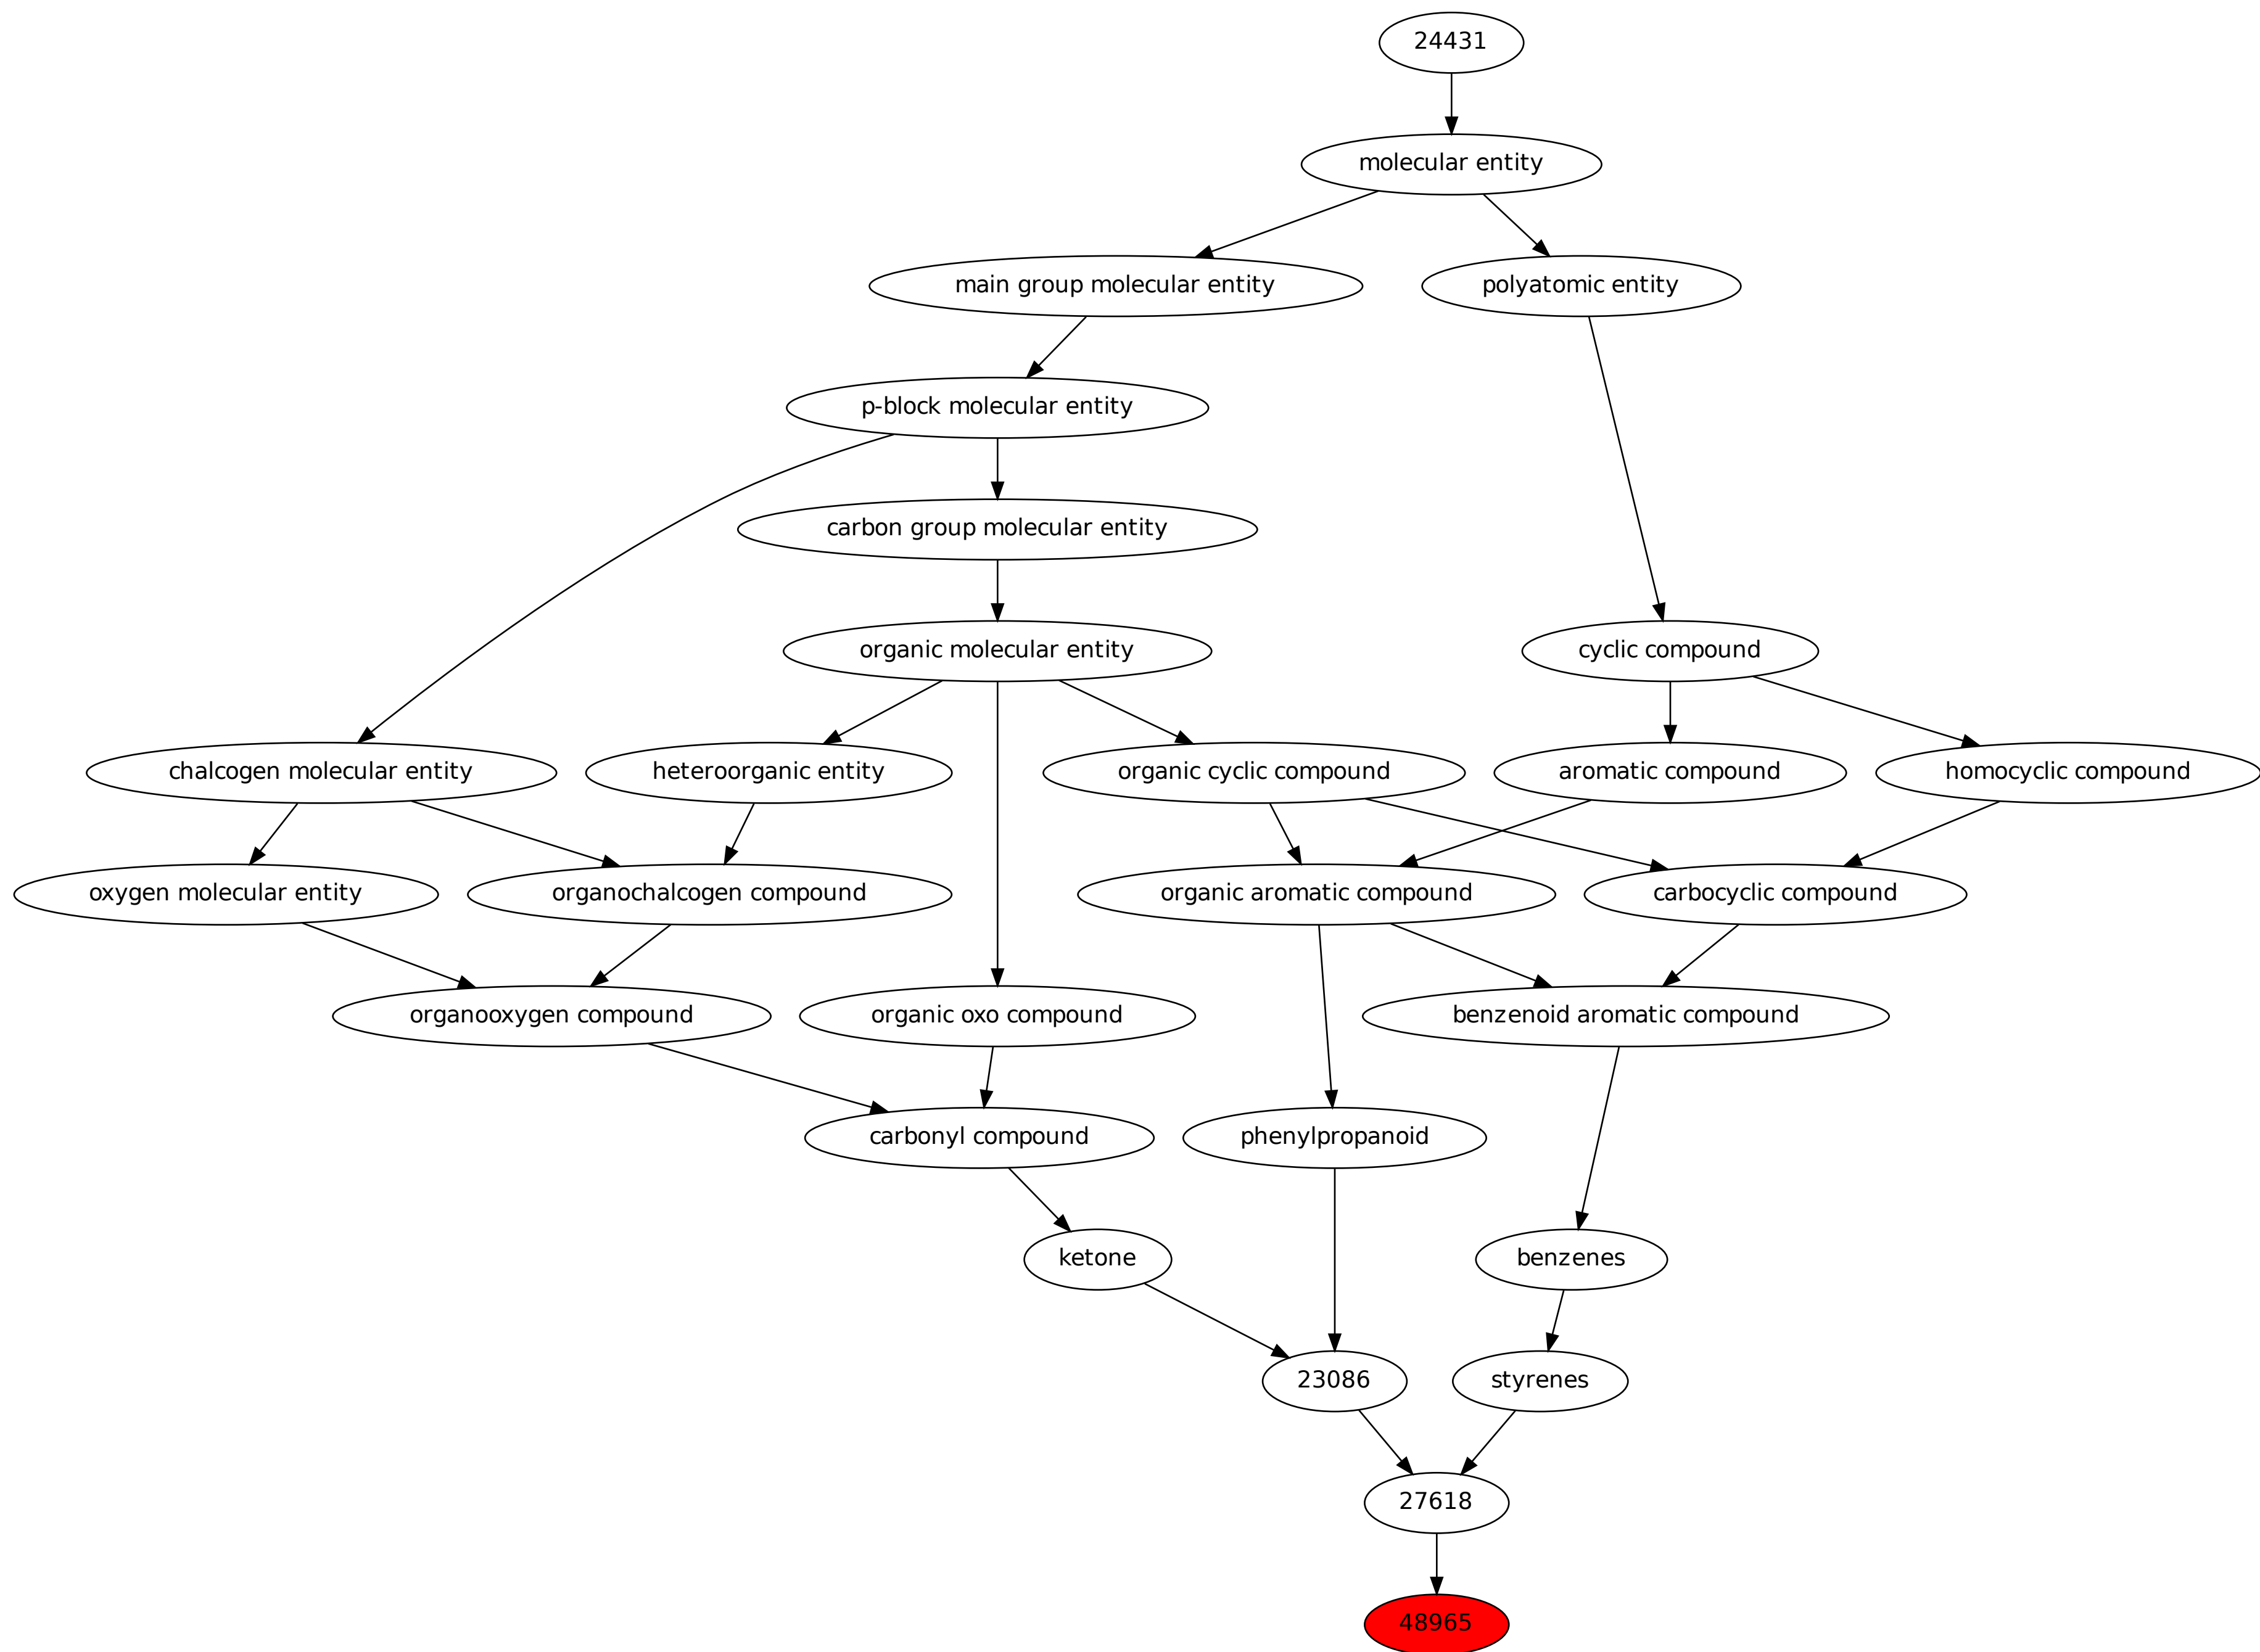 24431
molecular entity
main group molecular entity
polyatomic entity
p-block molecular entity
carbon group molecular entity
organic molecular entity
cyclic compound
chalcogen molecular entity
heteroorganic entity
organic cyclic compound
aromatic compound
homocyclic compound
oxygen molecular entity
organochalcogen compound
organic aromatic compound
carbocyclic compound
organooxygen compound
organic oxo compound
benzenoid aromatic compound
carbonyl compound
phenylpropanoid
ketone
benzenes
23086
styrenes
27618
48965